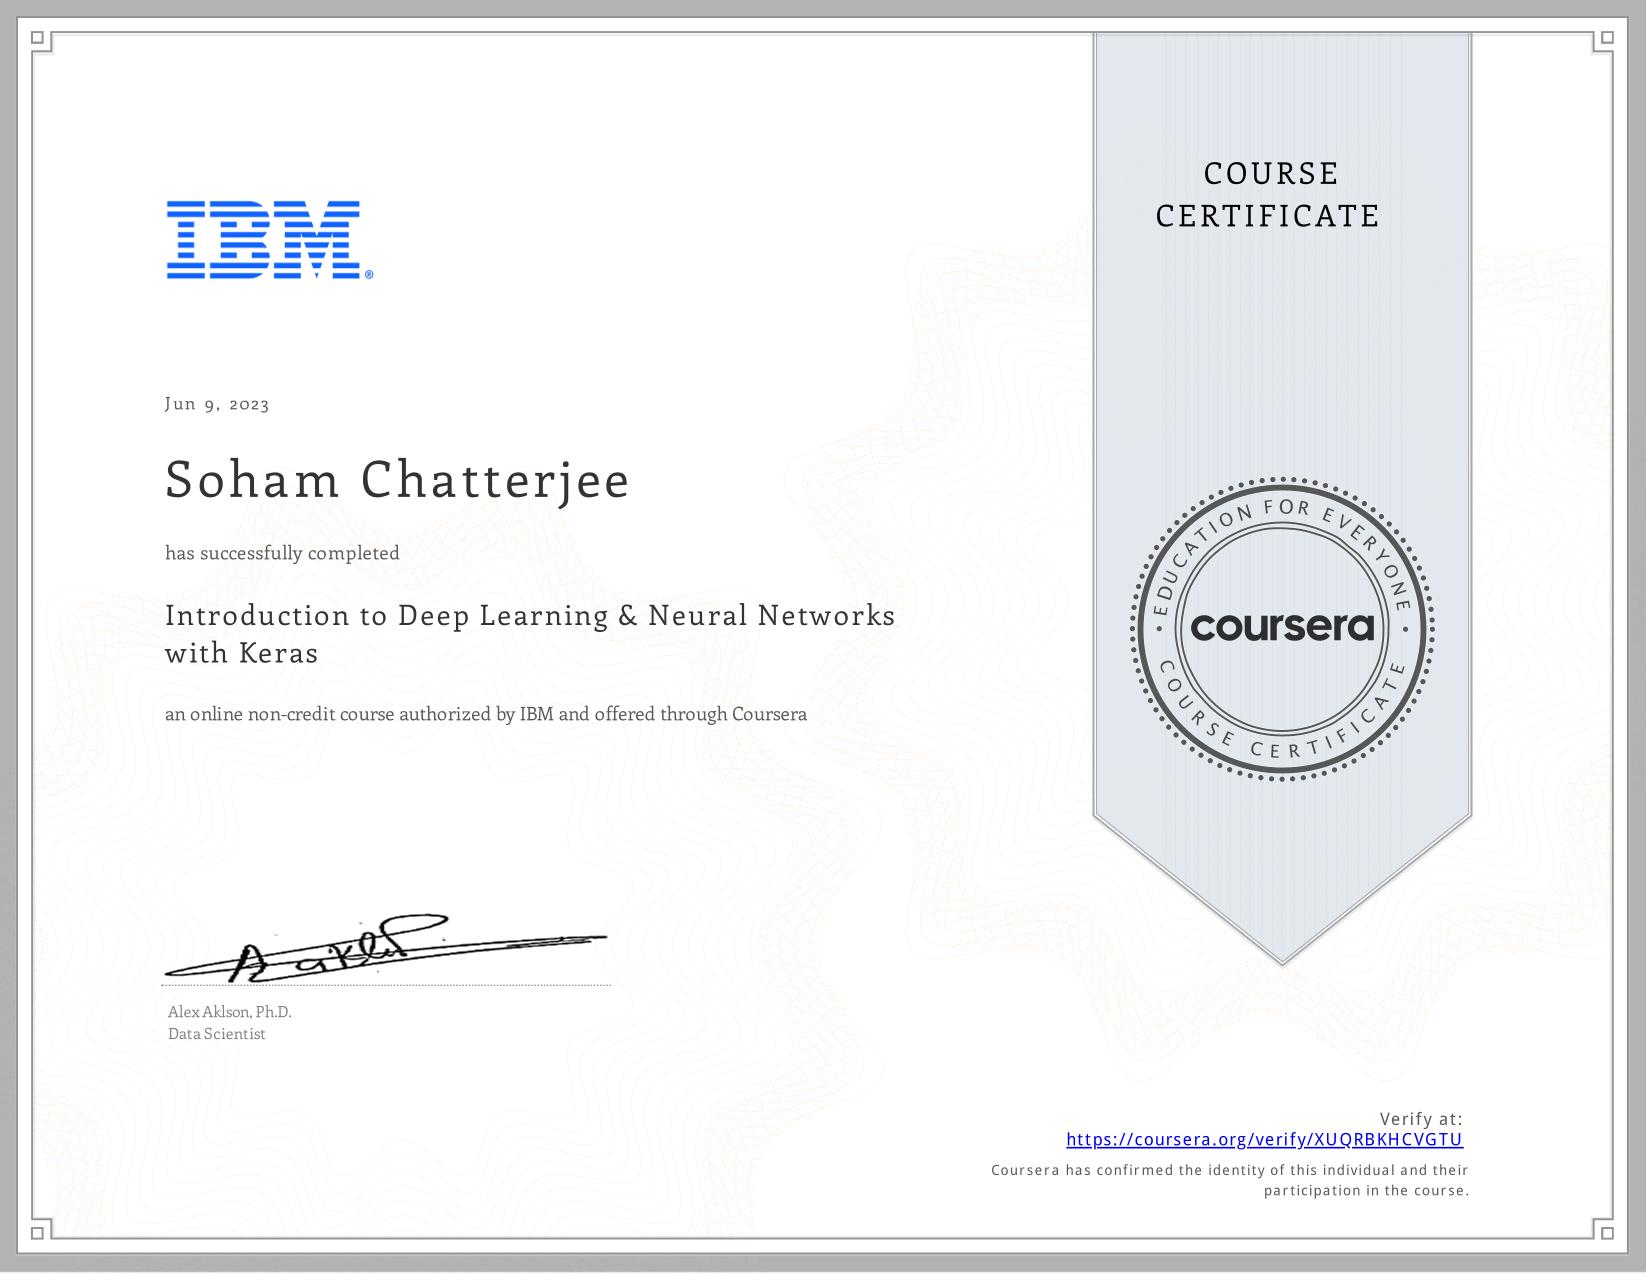 COURSE
CERTIFICATE
IBM®
Jun 9, 2023
Soham Chatterjee
has successfully completed
Introduction to Deep Learning & Neural Networks
with Keras
an online non-credit course authorized by IBM and offered through Coursera
EDUCATION FOR EVERYONE
coursera
COURSE CERTIFICATE
Alex Aklson, Ph.D.
Data Scientist
Verify at:
https://coursera.org/verify/XUQRBKHCVGTU
Coursera has confirmed the identity of this individual and their
participation in the course.